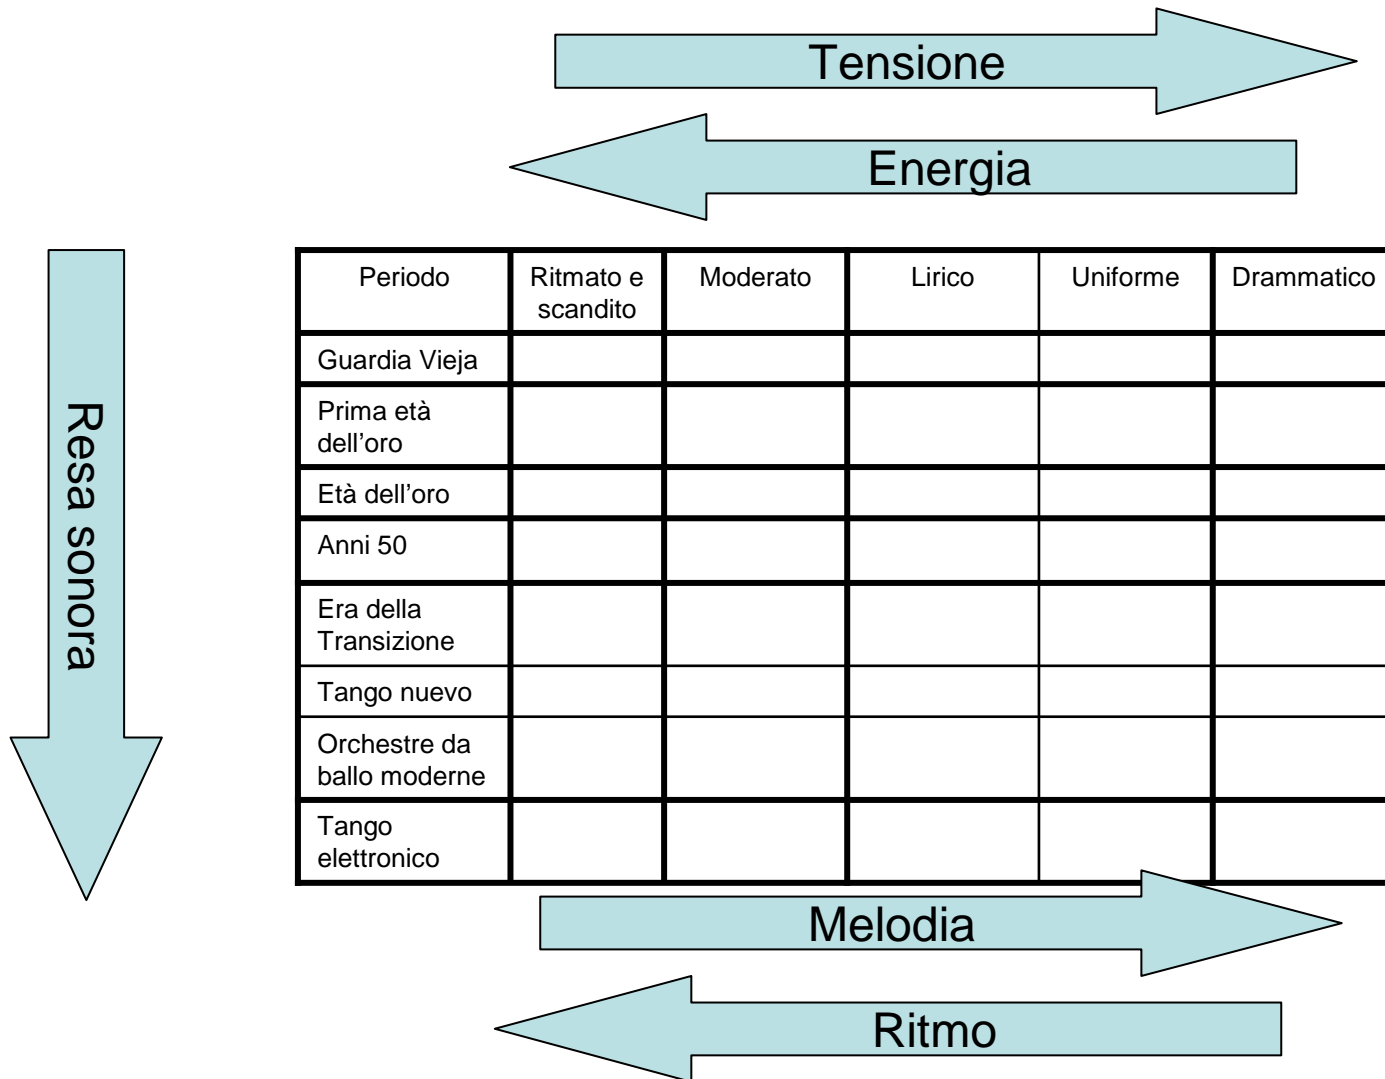 Tensione
Energia
Resa sonora
Periodo
Ritmato e
scandito
Moderato
Lirico
Uniforme
Drammatico
Guardia Vieja
Prima età
dell’oro
Età dell’oro
Anni 50
Era della
Transizione
Tango nuevo
Orchestre da
ballo moderne
Tango
elettronico
Melodia
Ritmo